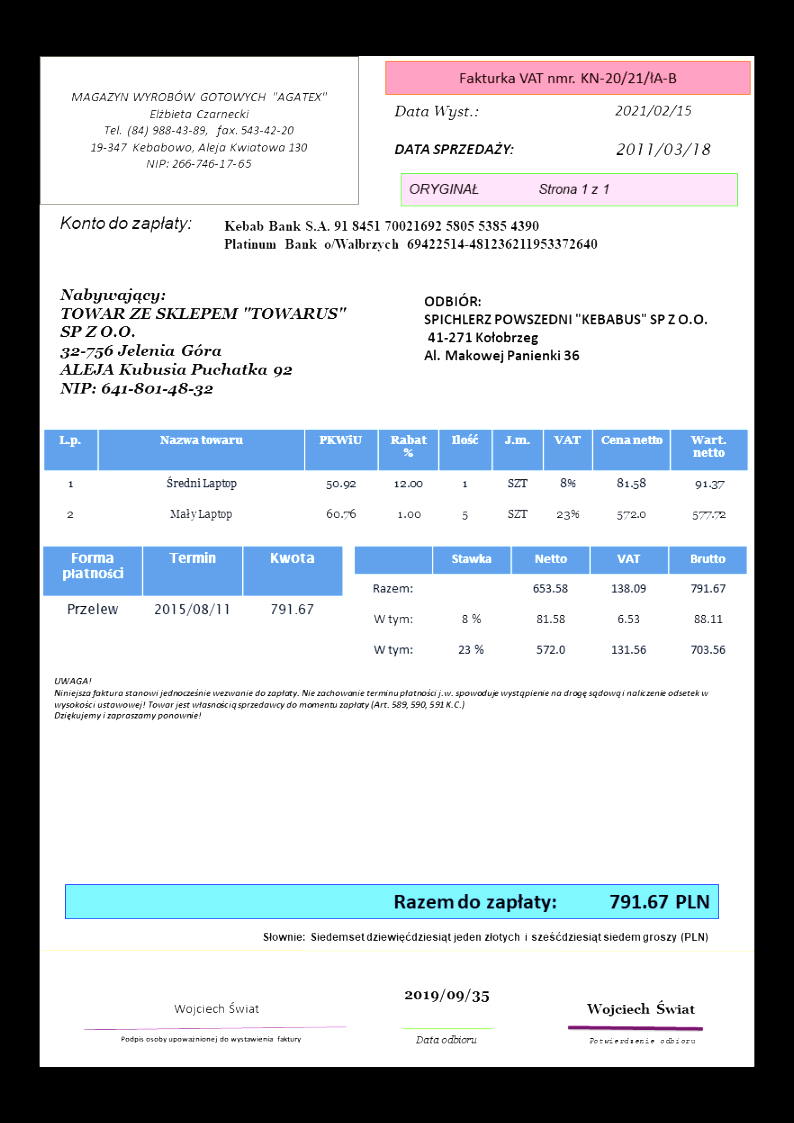 MAGAZYN WYROBÓW GOTOWYCH "AGATEX"
Elżbieta Czarnecki
Tel. (84) 988-43-89, fax. 543-42-20
19-347 Kebabowo, Aleja Kwiatowa 130
NIP: 266-746-17-65
Fakturka VAT nmr. KN-20/21/łA-B
Data Wyst.: 2021/02/15
DATA SPRZEDAŻY: 2011/03/18
ORYGINAŁ Strona 1 z 1
Konto do zapłaty: Kebab Bank S.A. 91 8451 70021692 5805 5385 4390
Platinum Bank o/Wałbrzych 69422514-481236211953372640
Nabywający:
TOWAR ZE SKLEPEM "TOWARUS"
SP Z O.O.
32-756 Jelenia Góra
ALEJA Kubusia Puchatka 92
NIP: 641-801-48-32
ODBIÓR:
SPICHLERZ POWSZEDNI "KEBABUS" SP Z O.O.
41-271 Kołobrzeg
Al. Makowej Panienki 36
L.p. Nazwa towaru PKWiU Rabat % Ilość J.m. VAT Cena netto Wart. netto
1 Średni Laptop 50.92 12.00 1 SZT 8% 81.58 91.37
2 Mały Laptop 60.76 1.00 5 SZT 23% 572.0 577.72
Forma płatności Termin Kwota
Przelew 2015/08/11 791.67
Stawka Netto VAT Brutto
Razem: 653.58 138.09 791.67
W tym: 8 % 81.58 6.53 88.11
W tym: 23 % 572.0 131.56 703.56
UWAGA!
Niniejsza faktura stanowi jednocześnie wezwanie do zapłaty. Nie zachowanie terminu płatności j.w. spowoduje wystąpienie na drogę sądową i naliczenie odsetek w
wysokości ustawowej! Towar jest własnością sprzedawcy do momentu zapłaty (Art. 589, 590, 591 K.C.)
Dziękujemy i zapraszamy ponownie!
Razem do zapłaty: 791.67 PLN
Słownie: Siedemset dziewięćdziesiąt jeden złotych i sześćdziesiąt siedem groszy (PLN)
Wojciech Świat
Podpis osoby upoważnionej do wystawienia faktury
2019/09/35
Data odbioru
Wojciech Świat
Potwierdzenie odbioru